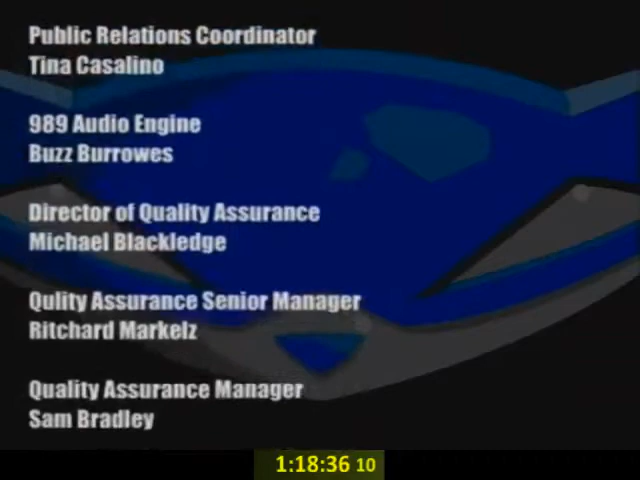 Public Relations Coordinator
Tina Casalino
989 Audio Engine
Buzz Burrowes
Director of Quality Assurance
Michael Blackledge
Qulity Assurance Senior Manager
Ritchard Markelz
Quality Assurance Manager
Sam Bradley
1:18:36 10